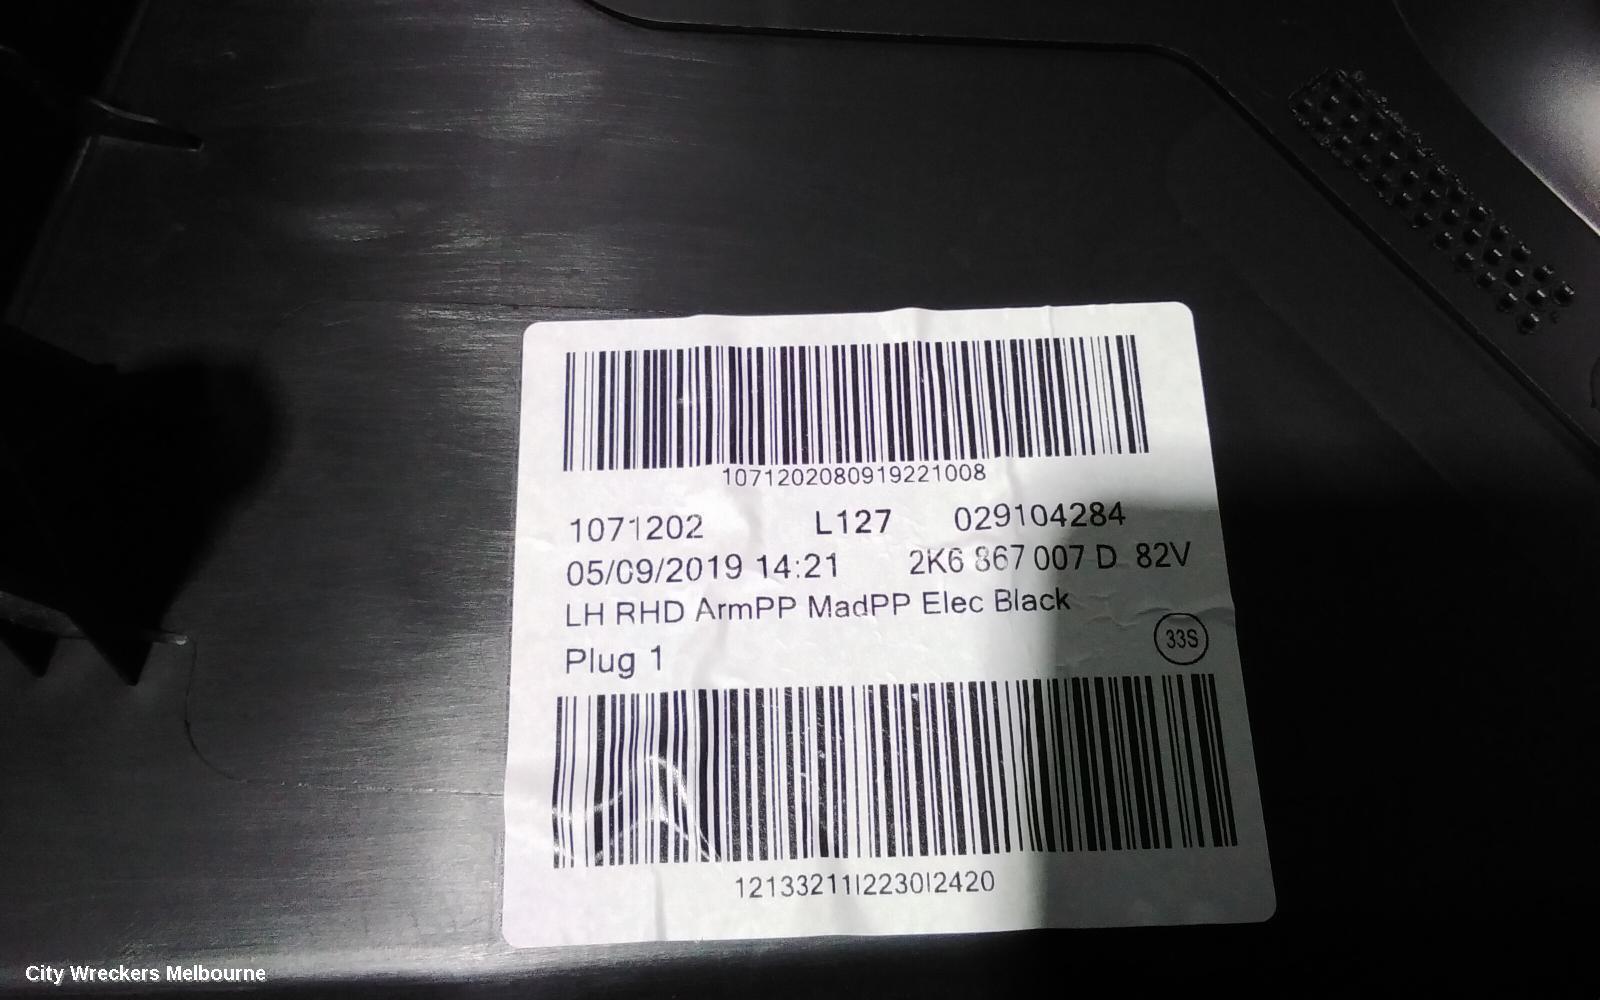 1071202080919221008
1071202 L127 029104284
05/09/2019 14:21 2K6 867 007 D 82V
LH RHD ArmPP MadPP Elec Black
Plug 1
33S
12133211I2230I2420
City Wreckers Melbourne